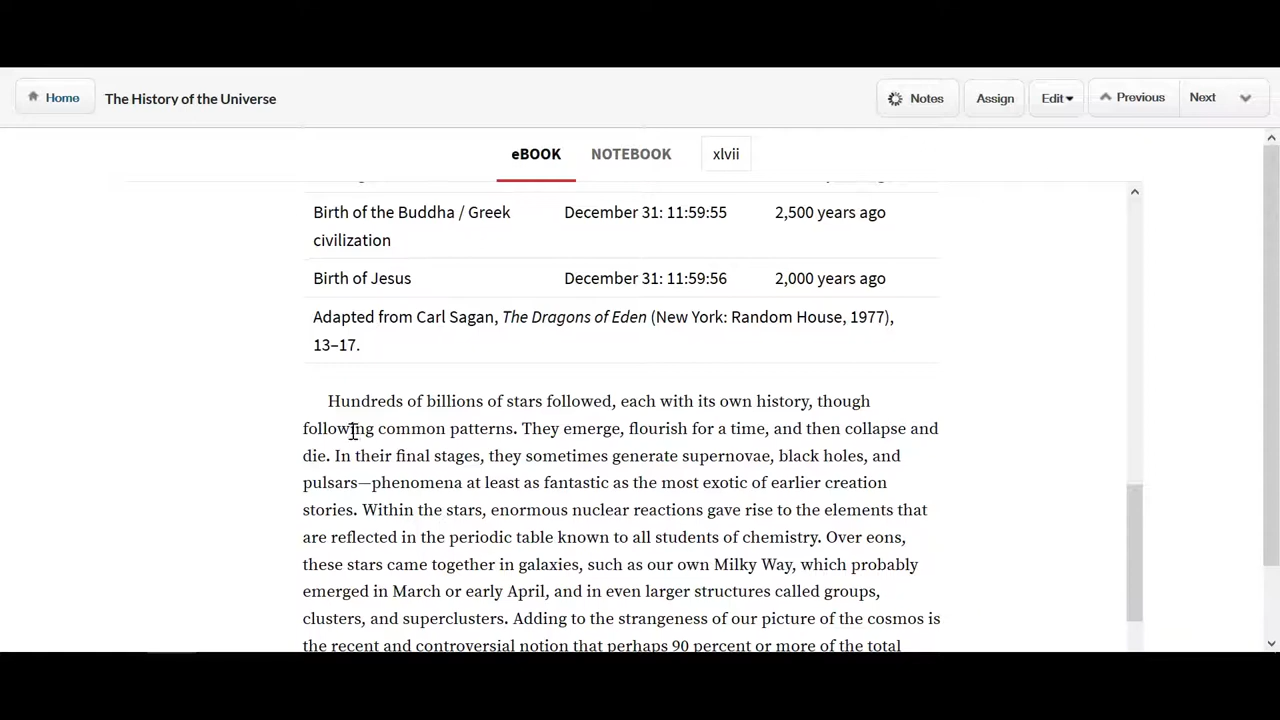 Home
The History of the Universe
Notes
Assign
Edit
Previous
Next
eBOOK
NOTEBOOK
xlvii
Birth of the Buddha / Greek civilization
December 31: 11:59:55
2,500 years ago
Birth of Jesus
December 31: 11:59:56
2,000 years ago
Adapted from Carl Sagan, The Dragons of Eden (New York: Random House, 1977),
13–17.
Hundreds of billions of stars followed, each with its own history, though
following common patterns. They emerge, flourish for a time, and then collapse and
die. In their final stages, they sometimes generate supernovae, black holes, and
pulsars—phenomena at least as fantastic as the most exotic of earlier creation
stories. Within the stars, enormous nuclear reactions gave rise to the elements that
are reflected in the periodic table known to all students of chemistry. Over eons,
these stars came together in galaxies, such as our own Milky Way, which probably
emerged in March or early April, and in even larger structures called groups,
clusters, and superclusters. Adding to the strangeness of our picture of the cosmos is
the recent and controversial notion that perhaps 90 percent or more of the total